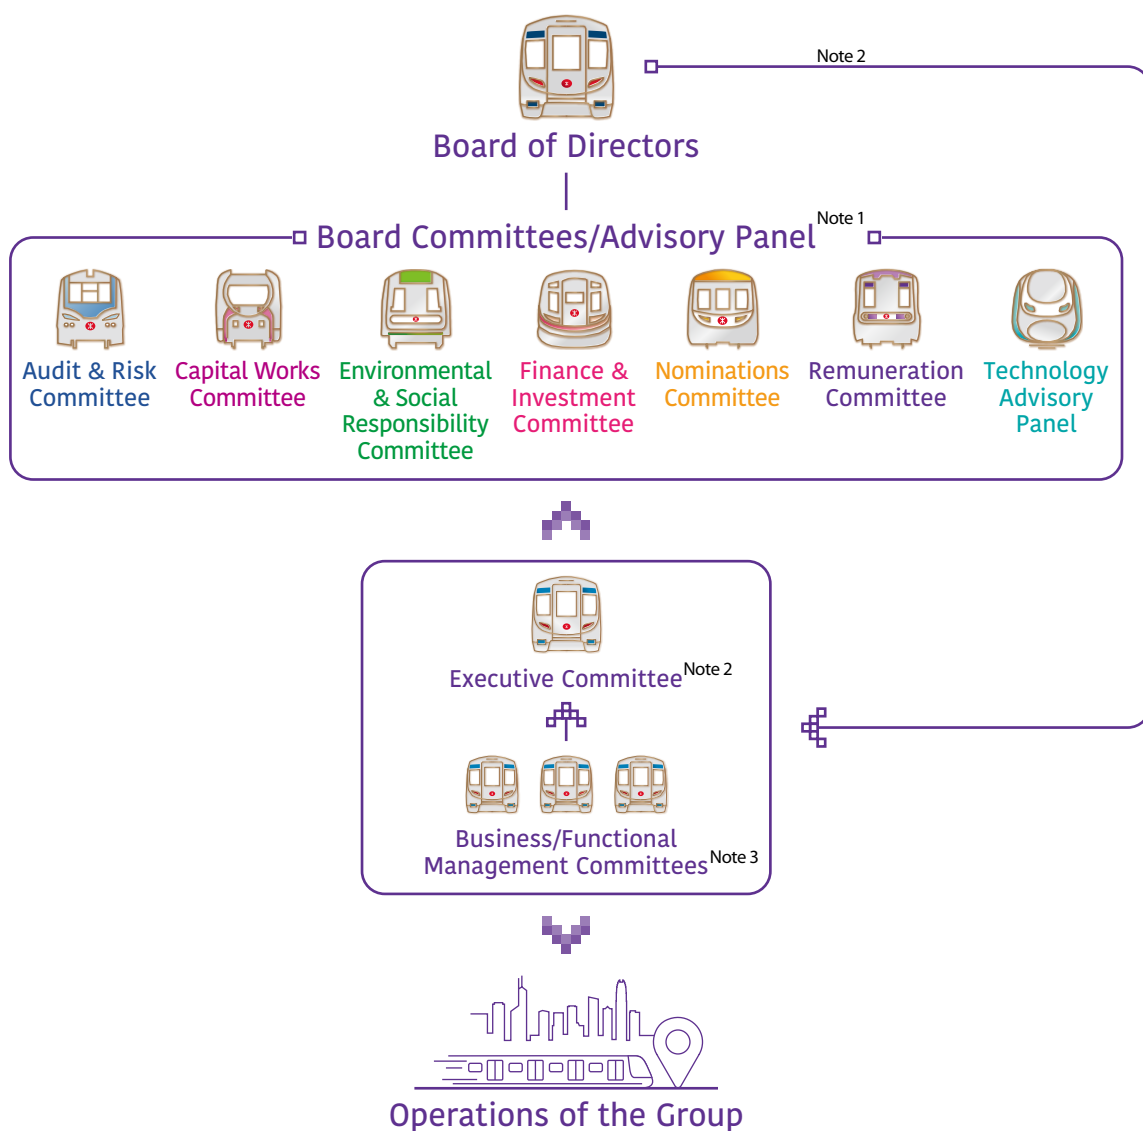 Note 2
Board of Directors
Board Committees/Advisory Panel Note 1
Audit & Risk
Committee
Capital Works
Committee
Environmental
& Social
Responsibility
Committee
Finance &
Investment
Committee
Nominations
Committee
Remuneration
Committee
Technology
Advisory
Panel
Executive Committee Note 2
Business/Functional
Management Committees Note 3
Operations of the Group